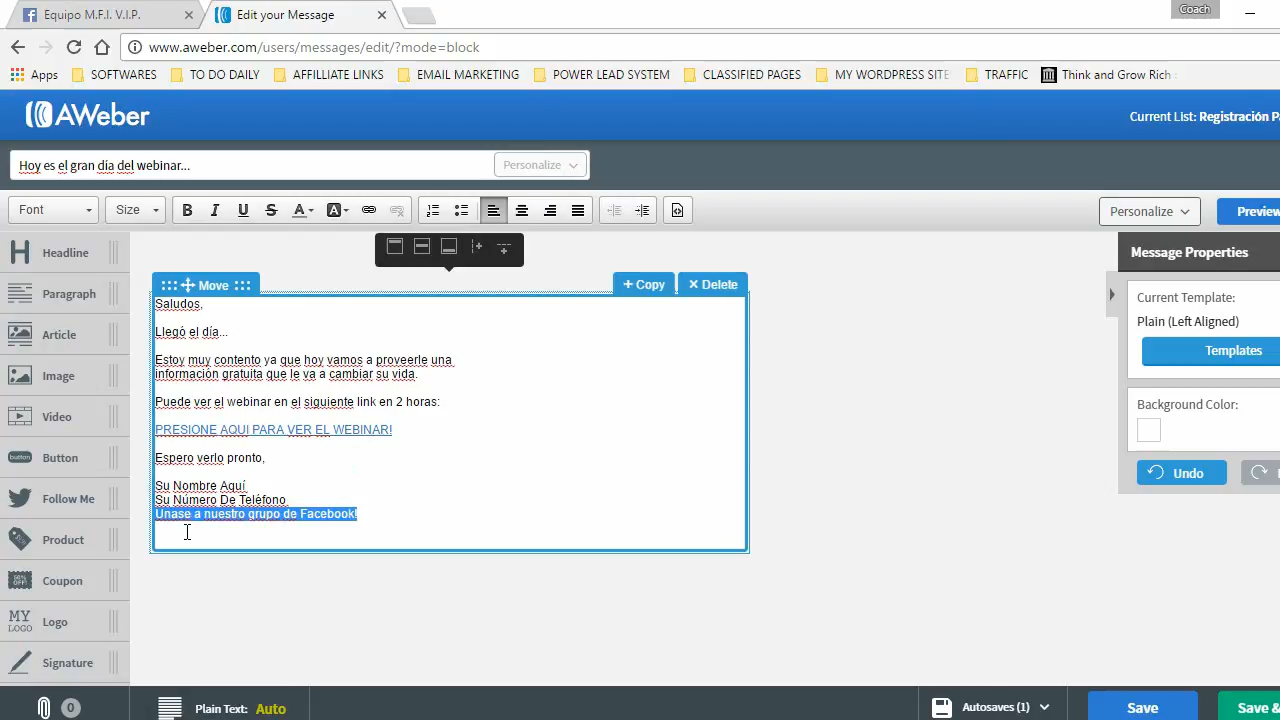 Equipo M.F.I. V.I.P.
Edit your Message
Coach
www.aweber.com/users/messages/edit/?mode=block
Apps SOFTWARES TO DO DAILY AFFILLIATE LINKS EMAIL MARKETING POWER LEAD SYSTEM CLASSIFIED PAGES MY WORDPRESS SITE TRAFFIC Think and Grow Rich
AWeber
Current List: Registración
Hoy es el gran dia del webinar...
Personalize
Font Size B I U S A A Personalize Preview
Headline
Paragraph
Article
Image
Video
button Button
Follow Me
Product
50% OFF! Coupon
MY LOGO Logo
Signature
Move
+ Copy
× Delete
Saludos,
Llegó el día...
Estoy muy contento ya que hoy vamos a proveerle una
información gratuita que le va a cambiar su vida.
Puede ver el webinar en el siguiente link en 2 horas:
PRESIONE AQUI PARA VER EL WEBINAR!
Espero verlo pronto,
Su Nombre Aquí
Su Número De Teléfono
Unase a nuestro grupo de Facebook!
Message Properties
Current Template:
Plain (Left Aligned)
Templates
Background Color:
Undo
0
Plain Text: Auto
Autosaves (1)
Save
Save &